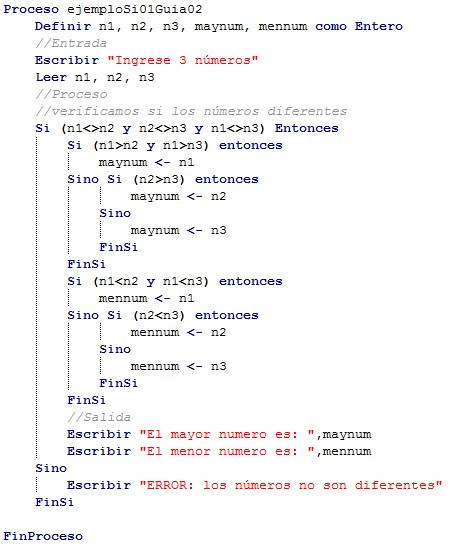 Proceso ejemploSi01Guia02
Definir n1, n2, n3, maynum, mennum como Entero
//Entrada
Escribir "Ingrese 3 números"
Leer n1, n2, n3
//Proceso
//verificamos si los números diferentes
Si (n1<>n2 y n2<>n3 y n1<>n3) Entonces
Si (n1>n2 y n1>n3) entonces
maynum <- n1
Sino Si (n2>n3) entonces
maynum <- n2
Sino
maynum <- n3
FinSi
FinSi
Si (n1<n2 y n1<n3) entonces
mennum <- n1
Sino Si (n2<n3) entonces
mennum <- n2
Sino
mennum <- n3
FinSi
FinSi
//Salida
Escribir "El mayor numero es: ",maynum
Escribir "El menor numero es: ",mennum
Sino
Escribir "ERROR: los números no son diferentes"
FinSi
FinProceso